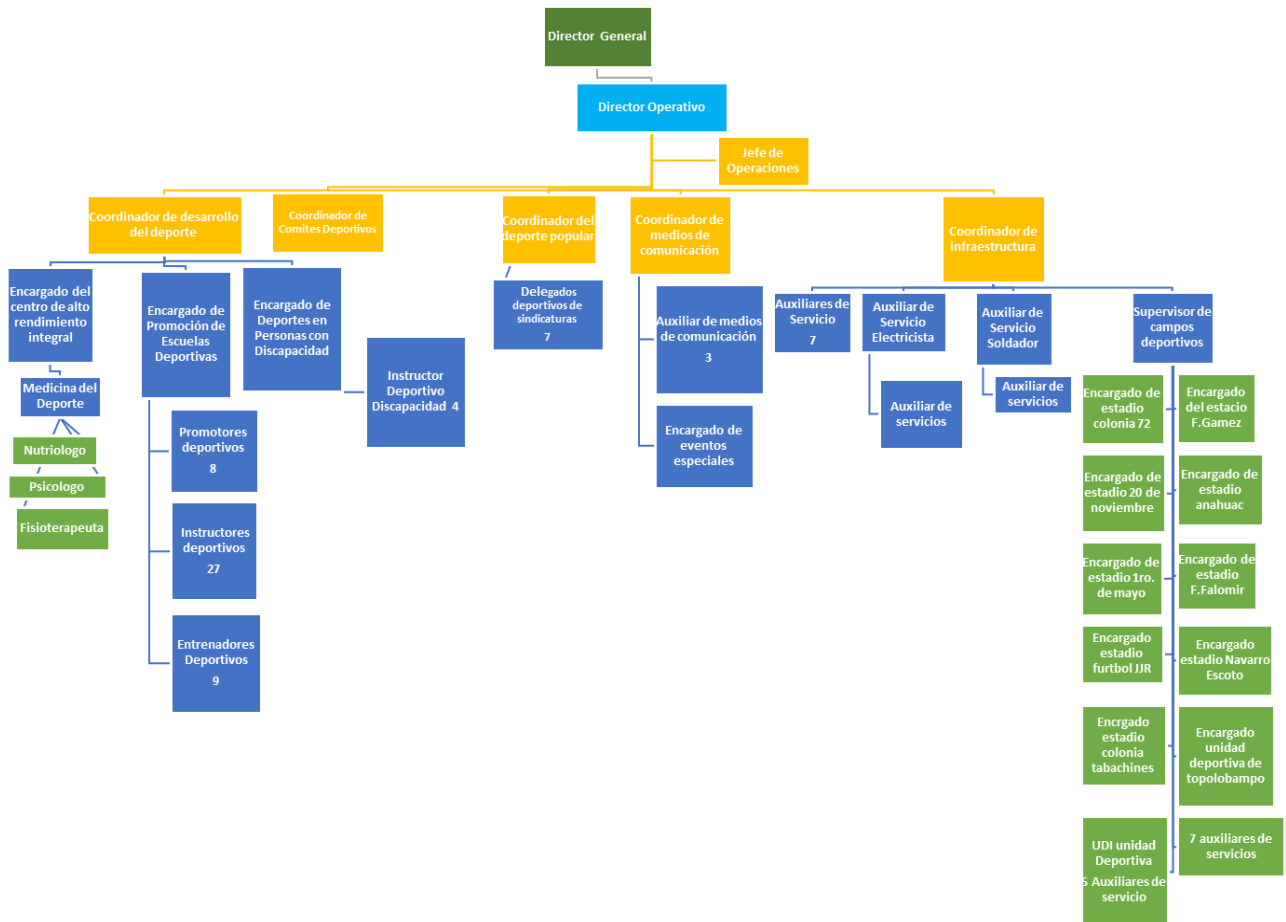 Director General
Director Operativo
Jefe de
Operaciones
Coordinador de desarrollo
del deporte
Coordinador de
Comites Deportivos
Coordinador del
deporte popular
Coordinador de
medios de
comunicación
Coordinador de
infraestructura
Encargado del
centro de alto
rendimiento
integral
Medicina del
Deporte
Nutriologo
Psicologo
Fisioterapeuta
Encargado de
Promoción de
Escuelas
Deportivas
Promotores
deportivos
8
Instructores
deportivos
27
Entrenadores
Deportivos
9
Encargado de
Deportes en
Personas con
Discapacidad
Instructor
Deportivo
Discapacidad 4
Delegados
deportivos de
sindicaturas
7
Auxiliar de medios
de comunicación
3
Encargado de
eventos
especiales
Auxiliares de
Servicio
7
Auxiliar de
Servicio
Electricista
Auxiliar de
servicios
Auxiliar de
Servicio
Soldador
Auxiliar de
servicios
Supervisor de
campos
deportivos
Encargado de
estadio
colonia 72
Encargado
del estacio
F.Gamez
Encargado de
estadio 20 de
noviembre
Encargado de
estadio
anahuac
Encargado de
estadio 1ro.
de mayo
Encargado de
estadio
F.Falomir
Encargado
estadio
furtbol JJR
Encargado
estadio Navarro
Escoto
Encrgado
estadio
colonia
tabachines
Encargado
unidad
deportiva de
topolobampo
UDI unidad
Deportiva
5 Auxiliares de
servicio
7 auxiliares de
servicios